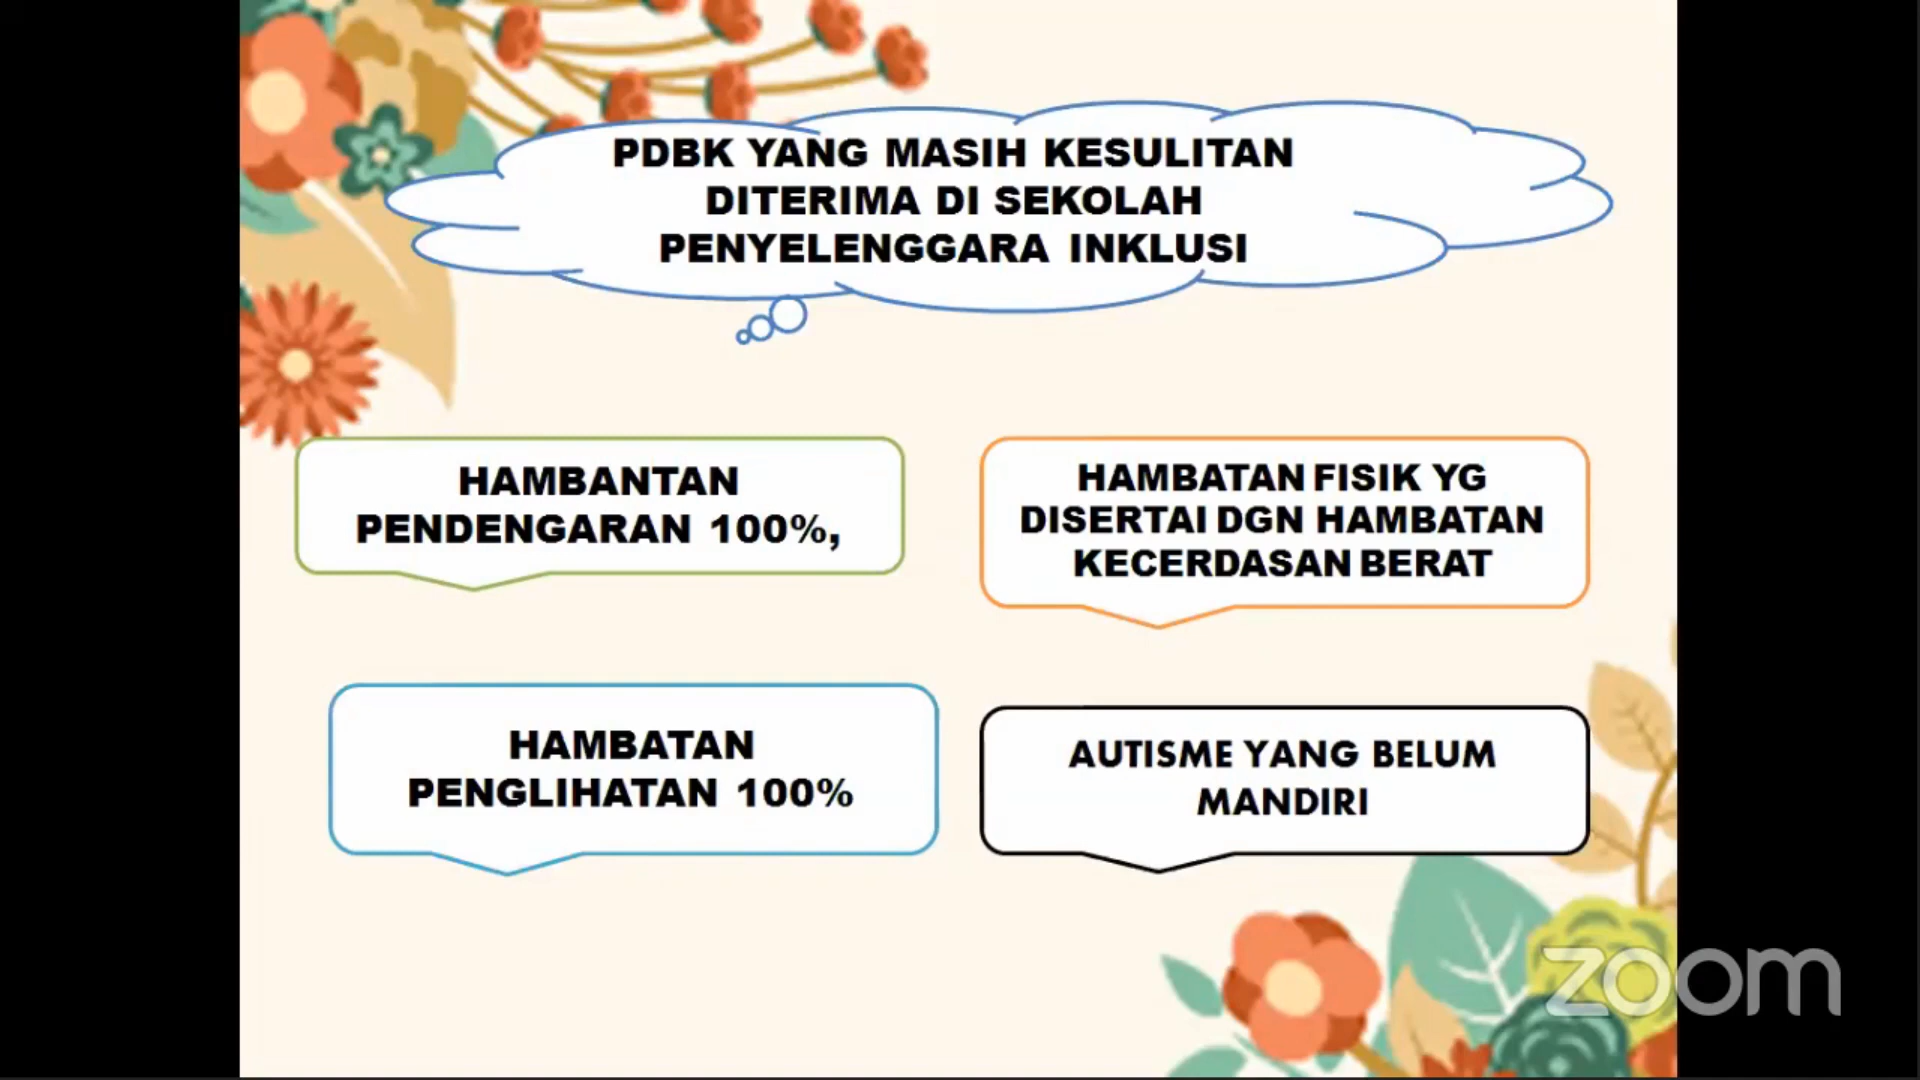 PDBK YANG MASIH KESULITAN
DITERIMA DI SEKOLAH
PENYELENGGARA INKLUSI
HAMBANTAN
PENDENGARAN 100%,
HAMBATAN FISIK YG
DISERTAI DGN HAMBATAN
KECERDASAN BERAT
HAMBATAN
PENGLIHATAN 100%
AUTISME YANG BELUM
MANDIRI
zoom